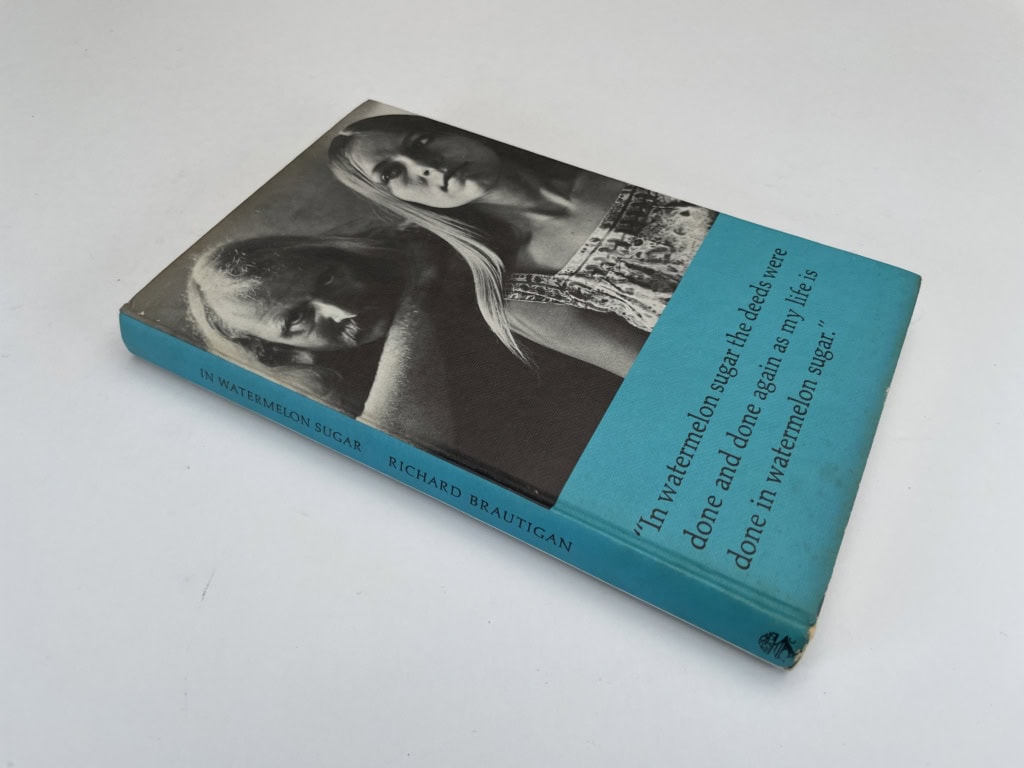 "In watermelon sugar the deeds were
done and done again as my life is
done in watermelon sugar."
IN WATERMELON SUGAR RICHARD BRAUTIGAN